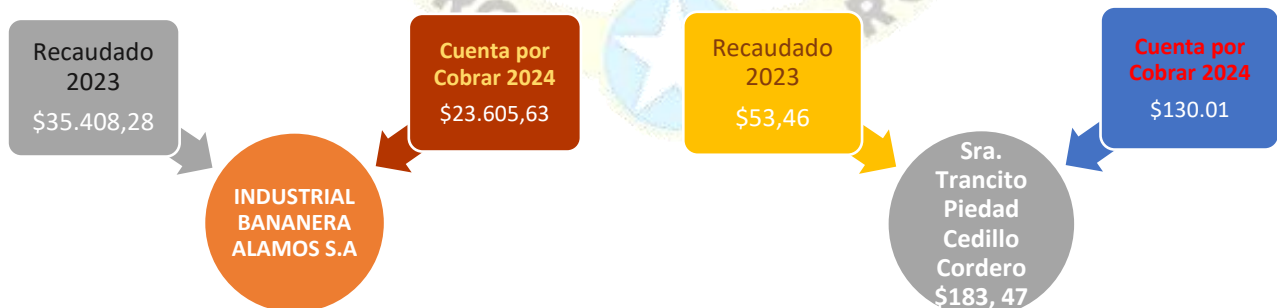 Recaudado
2023
$35.408,28
Cuenta por
Cobrar 2024
$23.605,63
INDUSTRIAL
BANANERA
ALAMOS S.A
Recaudado
2023
$53,46
Cuenta por
Cobrar 2024
$130.01
Sra.
Trancito
Piedad
Cedillo
Cordero
$183, 47